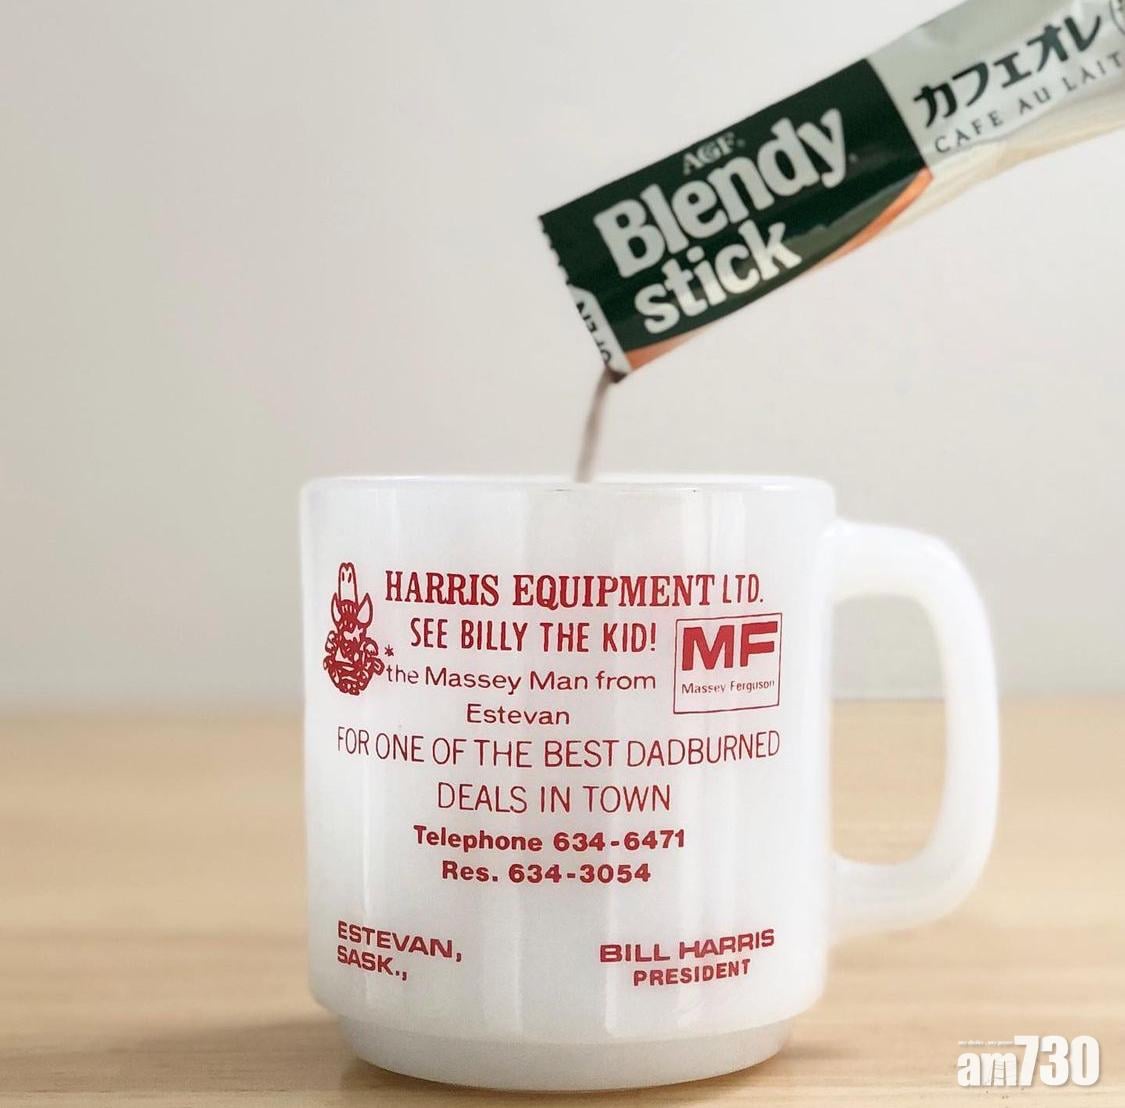 AGF
Blendy
stick
カフェオレ
CAFE AU LAIT
HARRIS EQUIPMENT LTD.
SEE BILLY THE KID!
*the Massey Man from
Estevan
MF
Massey Ferguson
FOR ONE OF THE BEST DADBURNED
DEALS IN TOWN
Telephone 634-6471
Res. 634-3054
ESTEVAN,
SASK.,
BILL HARRIS
PRESIDENT
am730